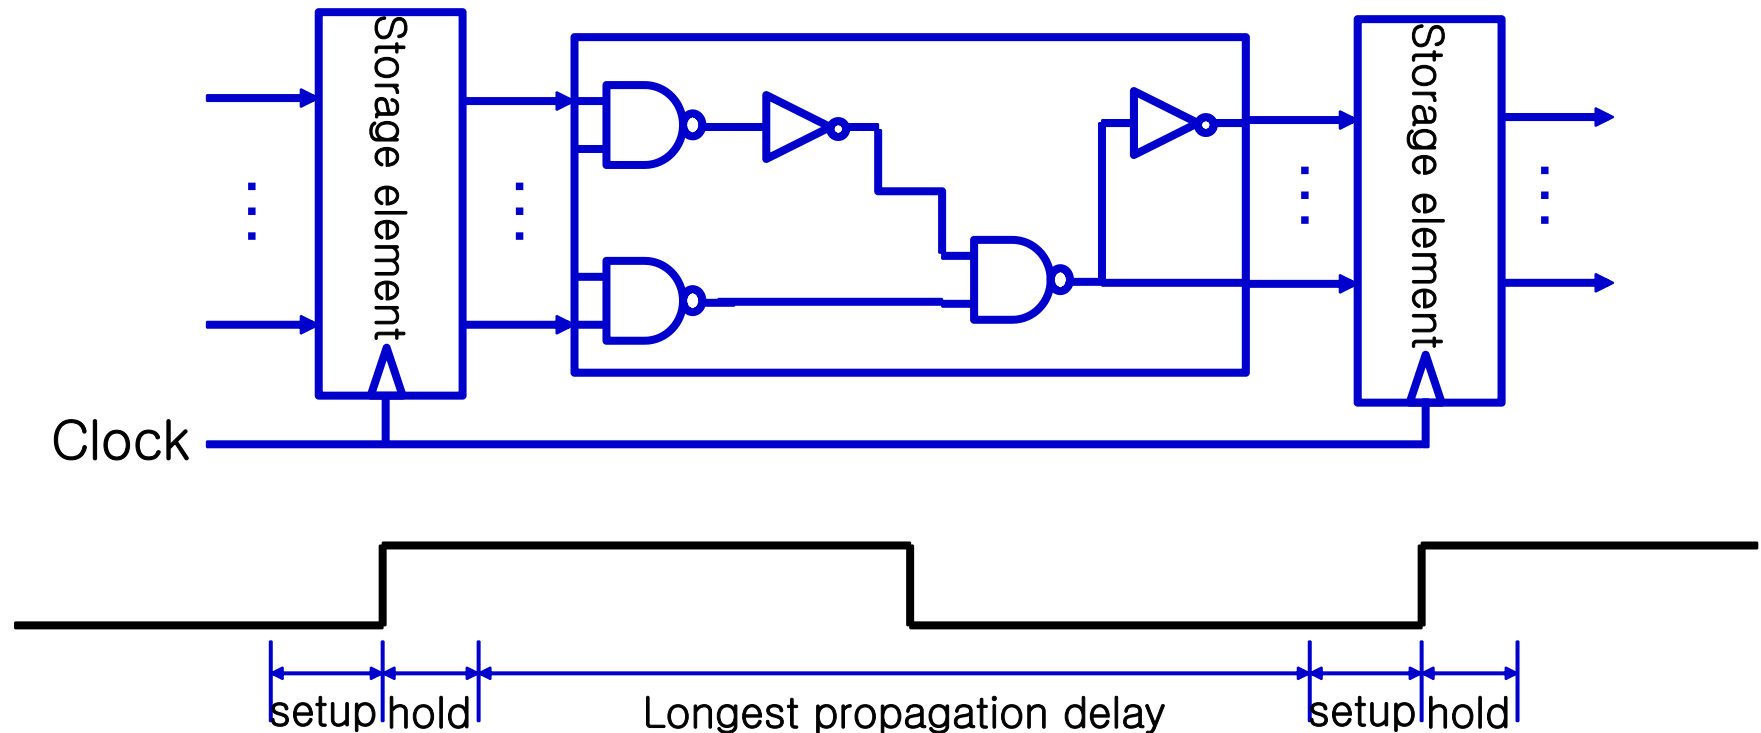 Storage element
Storage element
Clock
setup hold Longest propagation delay setup hold